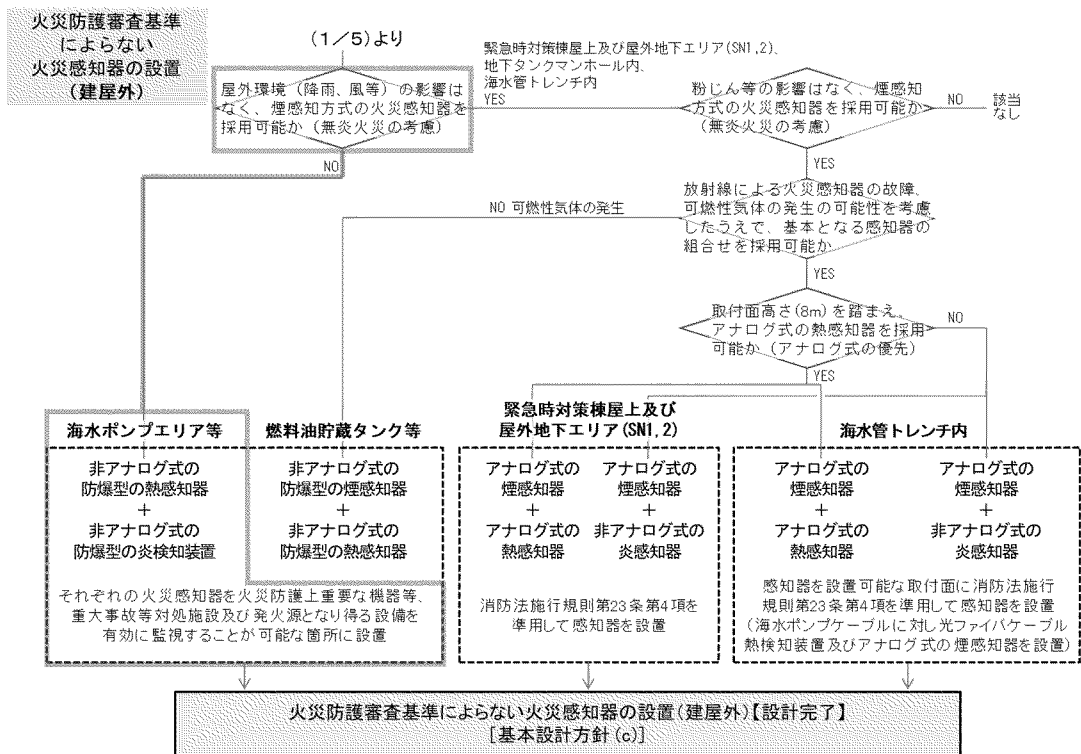 火災防護審査基準
によらない
火災感知器の設置
(建屋外)
(1/5)より
屋外環境(降雨、風等)の影響は
なく、煙感知方式の火災感知器を
採用可能か(無炎火災の考慮)
緊急時対策棟屋上及び屋外地下エリア(SN1,2)、
地下タンクマンホール内、
海水管トレンチ内
YES
粉じん等の影響はなく、煙感知
方式の火災感知器を採用可能か
(無炎火災の考慮)
NO
該当
なし
NO
YES
放射線による火災感知器の故障、
可燃性気体の発生の可能性を考慮
したうえで、基本となる感知器の
組合せを採用可能か
NO 可燃性気体の発生
YES
取付面高さ(8m)を踏まえ、
アナログ式の熱感知器を採用
可能か(アナログ式の優先)
NO
YES
海水ポンプエリア等
非アナログ式の
防爆型の熱感知器
+
非アナログ式の
防爆型の炎検知装置
燃料油貯蔵タンク等
非アナログ式の
防爆型の煙感知器
+
非アナログ式の
防爆型の熱感知器
それぞれの火災感知器を火災防護上重要な機器等、
重大事故等対処施設及び発火源となり得る設備を
有効に監視することが可能な箇所に設置
緊急時対策棟屋上及び
屋外地下エリア(SN1,2)
アナログ式の
煙感知器
+
アナログ式の
熱感知器
アナログ式の
煙感知器
+
非アナログ式の
炎感知器
消防法施行規則第23条第4項を
準用して感知器を設置
海水管トレンチ内
アナログ式の
煙感知器
+
アナログ式の
熱感知器
アナログ式の
煙感知器
+
非アナログ式の
炎感知器
感知器を設置可能な取付面に消防法施行
規則第23条第4項を準用して感知器を設置
(海水ポンプケーブルに対し光ファイバケーブル
熱検知装置及びアナログ式の煙感知器を設置)
火災防護審査基準によらない火災感知器の設置(建屋外)【設計完了】
[基本設計方針(c)]